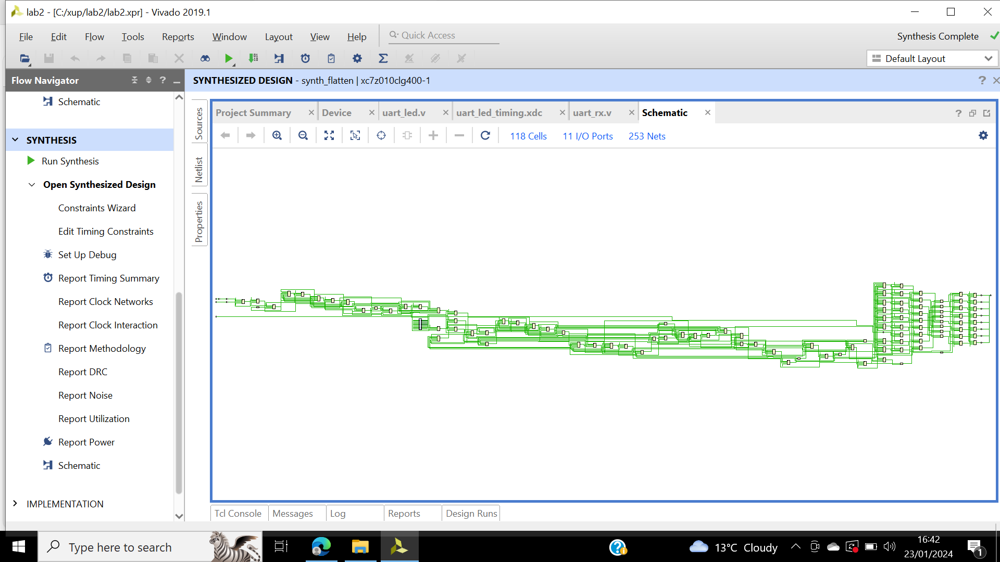 lab2 - [C:/xup/lab2/lab2.xpr] - Vivado 2019.1
File Edit Flow Tools Reports Window Layout View Help Quick Access Synthesis Complete
Default Layout
Flow Navigator ?
SYNTHESIZED DESIGN - synth_flatten | xc7z010clg400-1 ?
Schematic
SYNTHESIS
Run Synthesis
Open Synthesized Design
Constraints Wizard
Edit Timing Constraints
Set Up Debug
Report Timing Summary
Report Clock Networks
Report Clock Interaction
Report Methodology
Report DRC
Report Noise
Report Utilization
Report Power
Schematic
IMPLEMENTATION
Sources
Netlist
Properties
Project Summary Device uart_led.v uart_led_timing.xdc uart_rx.v Schematic ?
118 Cells 11 I/O Ports 253 Nets
Tcl Console Messages Log Reports Design Runs
Type here to search
13°C Cloudy
16:42
23/01/2024
1